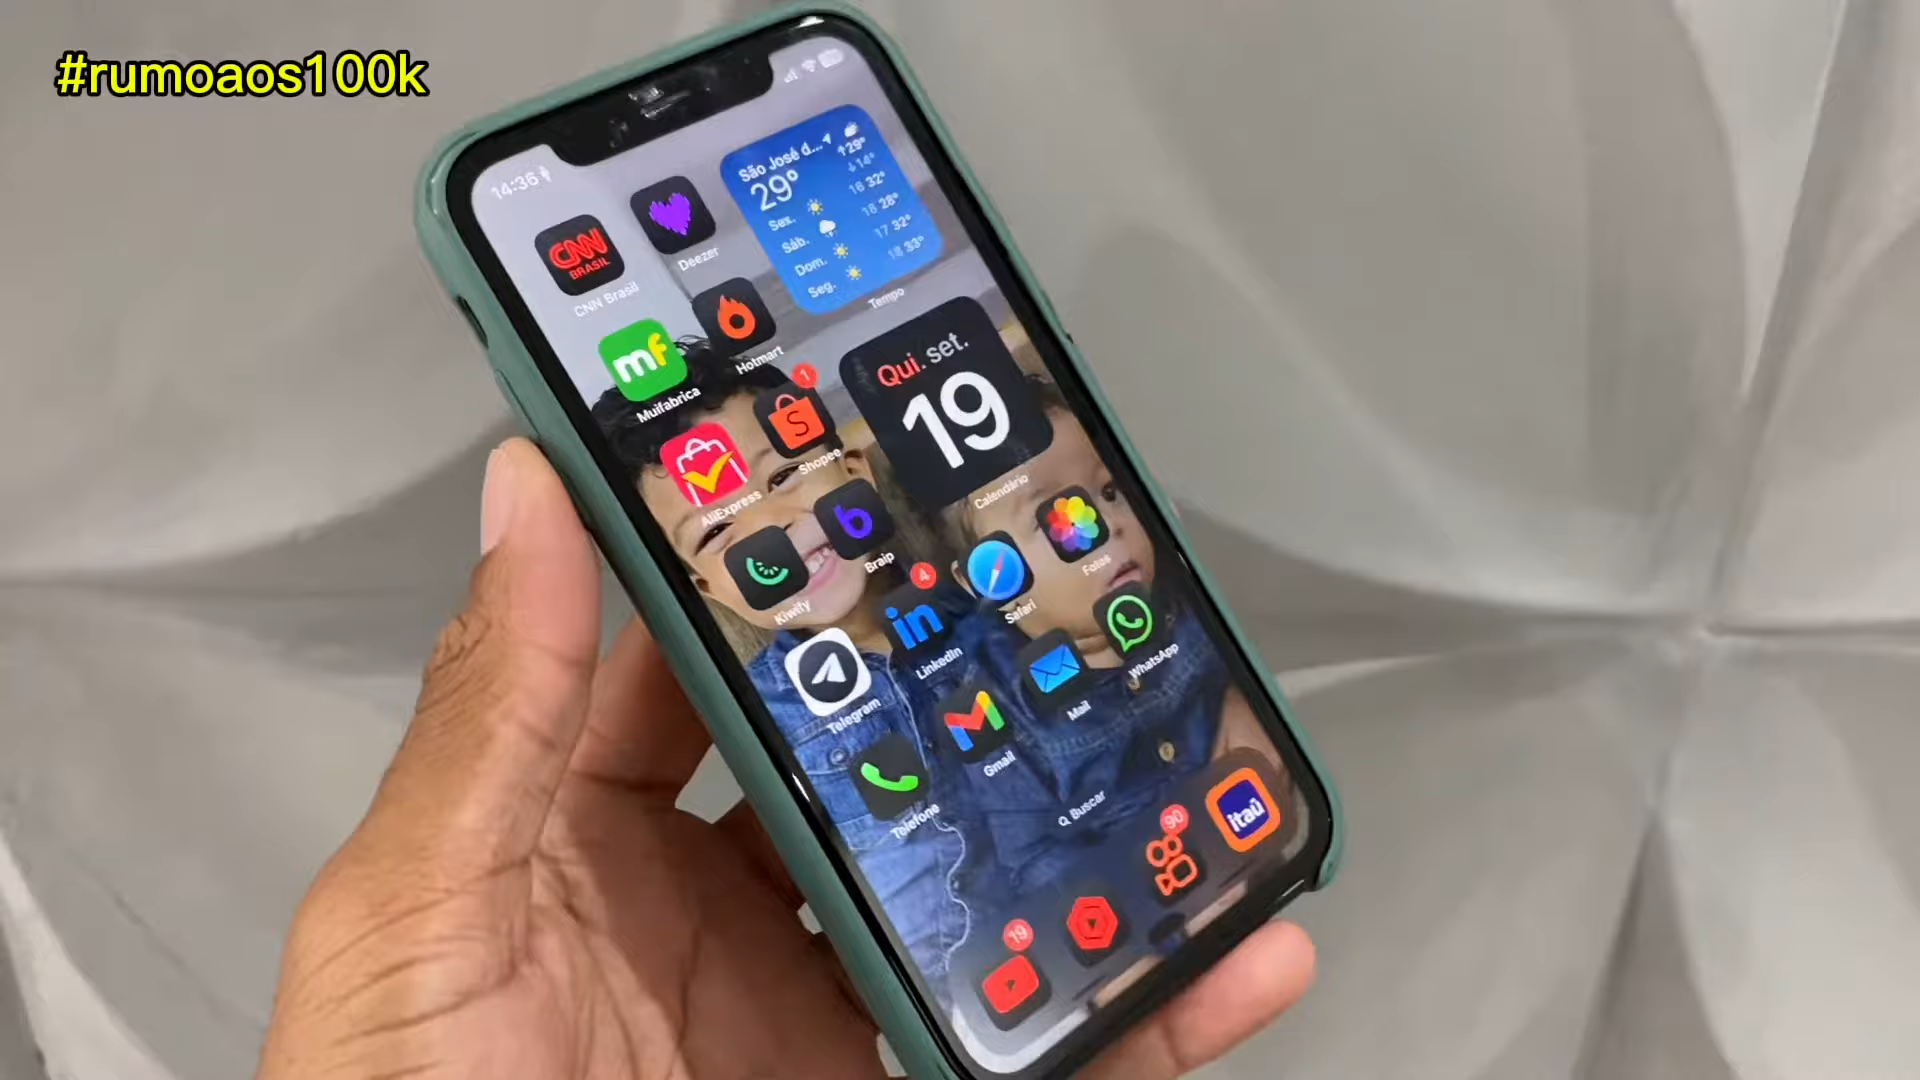 #rumoaos100k
14:36
São José d...
29°
↑29°
↓14°
Sex.
16 32°
Sáb.
18 28°
Dom.
17 32°
Seg.
18 33°
Tempo
CNN
BRASIL
CNN Brasil
Deezer
mf
Muifabrica
Hotmart
Qui. set.
19
Calendário
AliExpress
1
S
Shopee
Kiwify
b
Braip
Safari
Fotos
Telegram
4
in
LinkedIn
Mail
WhatsApp
Telefone
Gmail
Buscar
19
90
itaú